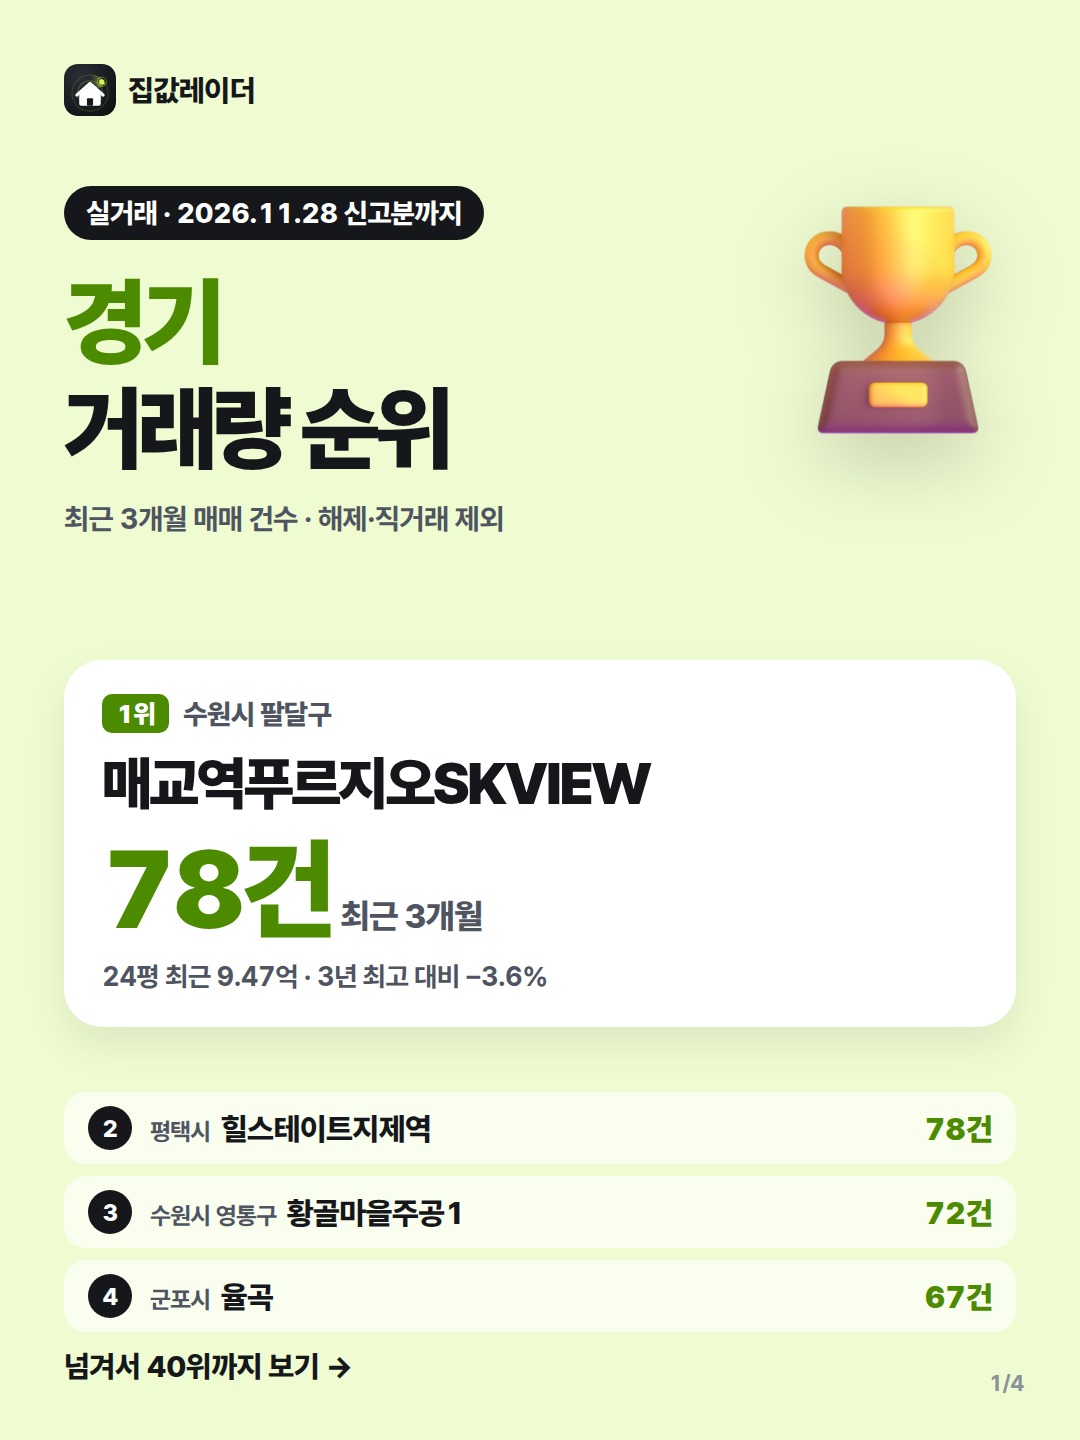 집값레이더
실거래 · 2026.11.28 신고분까지
경기
거래량 순위
최근 3개월 매매 건수 · 해제·직거래 제외
1위 수원시 팔달구
매교역푸르지오SKVIEW
78건 최근 3개월
24평 최근 9.47억 · 3년 최고 대비 −3.6%
2 평택시 힐스테이트지제역 78건
3 수원시 영통구 황골마을주공1 72건
4 군포시 율곡 67건
넘겨서 40위까지 보기 →
1/4